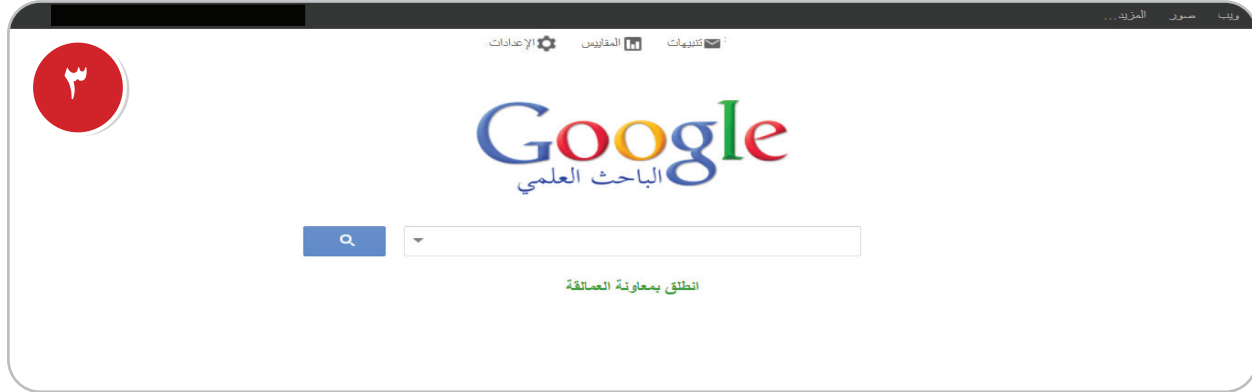 ويب صور المزيد...
تنبيهات المقاييس الإعدادات
٣
Google
الباحث العلمي
انطلق بمعاونة العمالقة